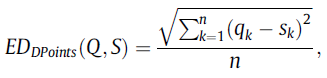 ED_{DPoints}(Q, S) = \frac{\sqrt{\sum_{k=1}^{n} (q_k - s_k)^2}}{n},